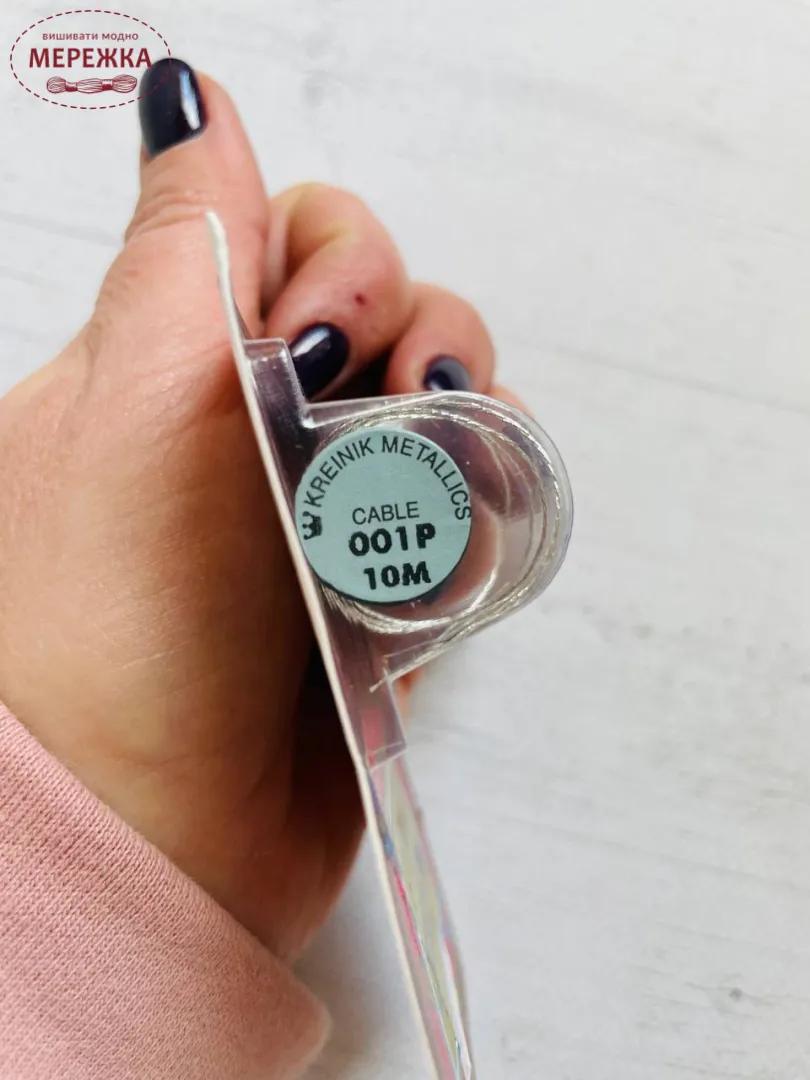 вишивати модно
МЕРЕЖКА
KREINIK METALLICS
CABLE
001P
10M